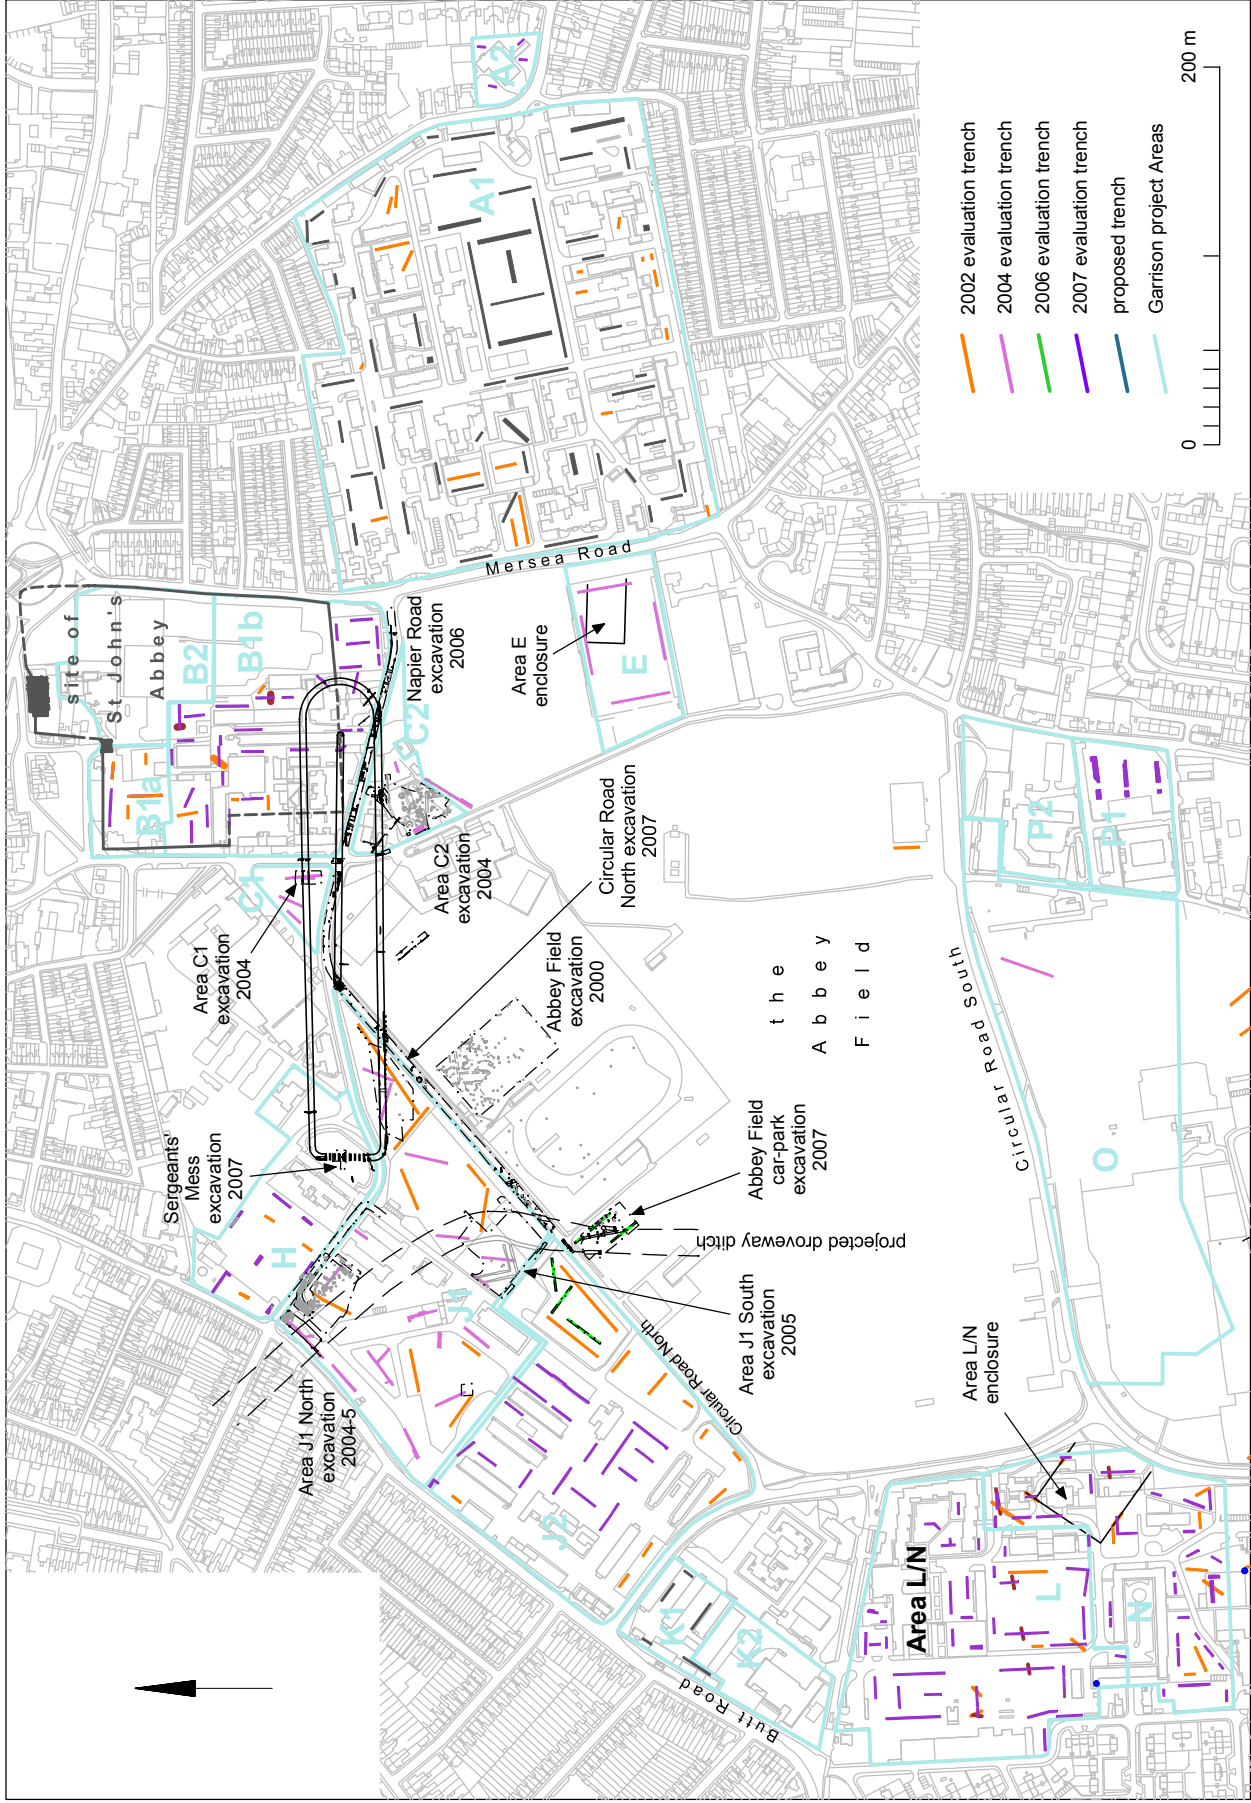 site of
St John's
Abbey
B1a
B2
B1b
C1
C2
A1
A2
E
H
J1
J2
K1
K2
L
N
O
P1
P2
Mersea Road
Napier Road
excavation
2006
Area E
enclosure
Circular Road
North excavation
2007
Area C2
excavation
2004
Area C1
excavation
2004
Abbey Field
excavation
2000
Sergeants'
Mess
excavation
2007
the
Abbey
Field
Abbey Field
car-park
excavation
2007
projected droveway ditch
Area J1 South
excavation
2005
Area J1 North
excavation
2004-5
Circular Road North
Circular Road South
Butt Road
Area L/N
Area L/N
enclosure
2002 evaluation trench
2004 evaluation trench
2006 evaluation trench
2007 evaluation trench
proposed trench
Garrison project Areas
0
200 m